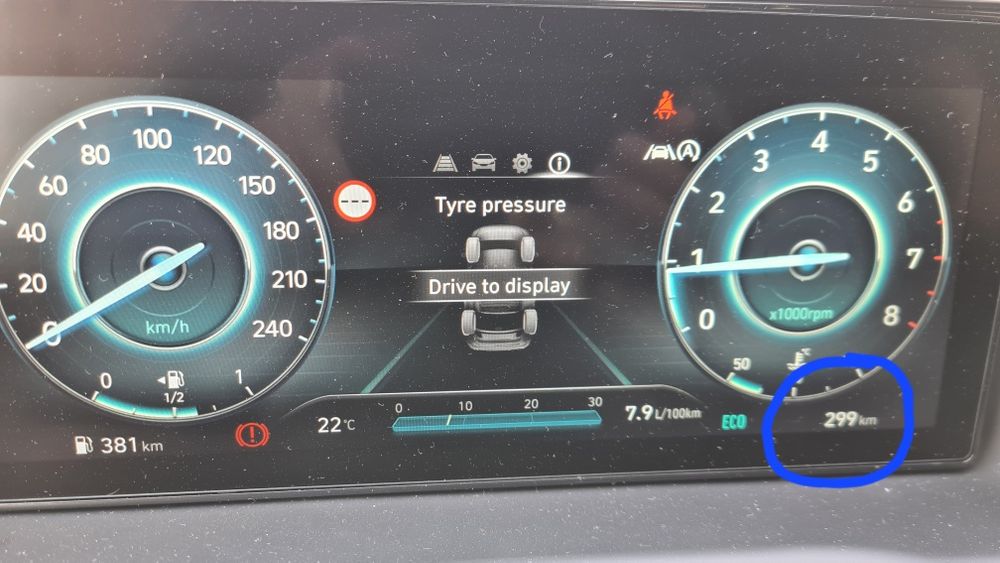 0
20
40
60
80
100
120
150
180
210
240
km/h
0
1/2
1
381 km
---
i
Tyre pressure
Drive to display
22°C
0 10 20 30
7.9 L/100km
ECO
A
0
1
2
3
4
5
6
7
8
x1000rpm
50
°C
299 km